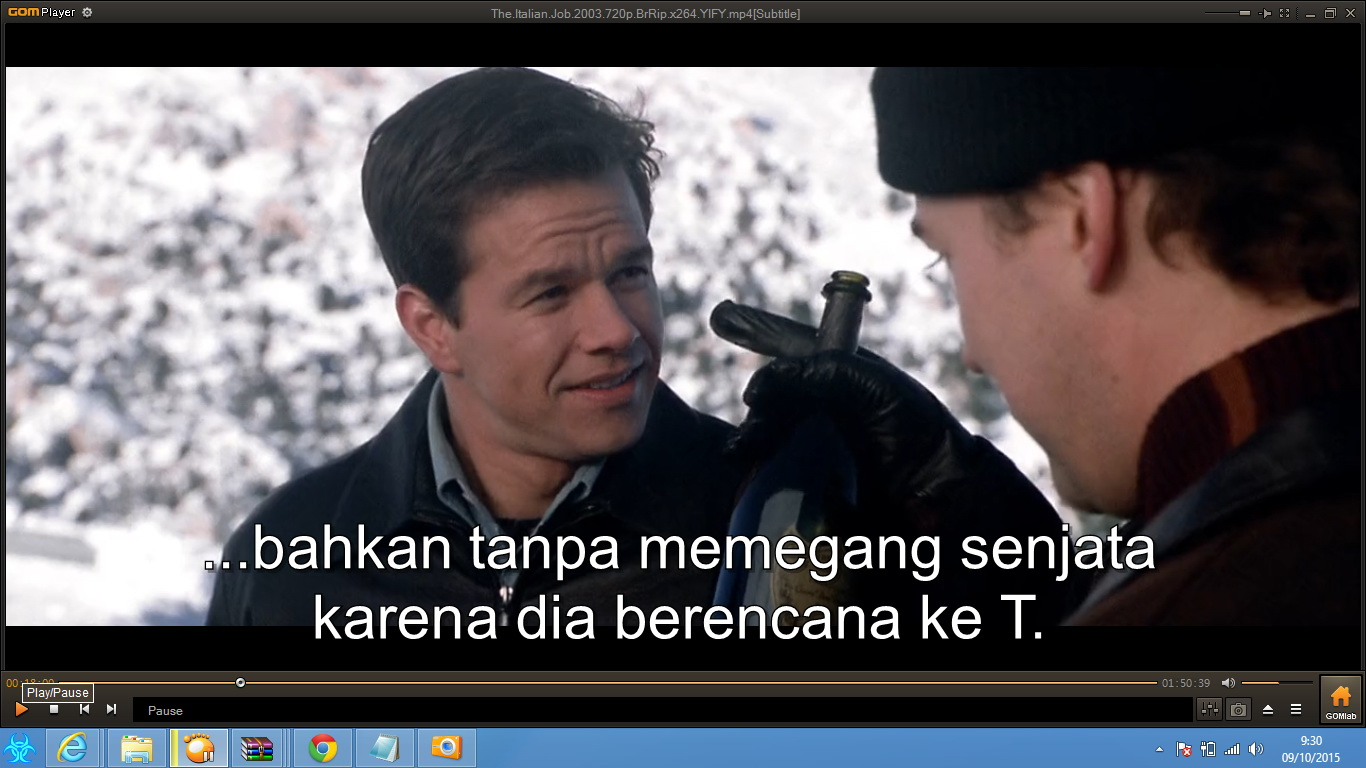 GOM Player
The.Italian.Job.2003.720p.BrRip.x264.YIFY.mp4[Subtitle]
...bahkan tanpa memegang senjata
karena dia berencana ke T.
01:50:39
Play/Pause
Pause
GOMlab
9:30
09/10/2015